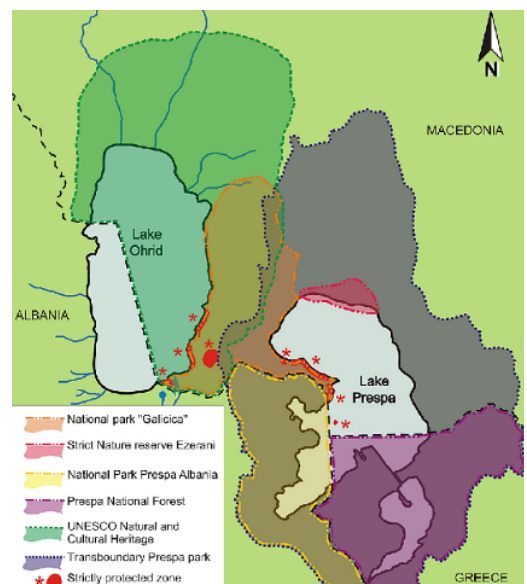 N
MACEDONIA
Lake
Ohrid
ALBANIA
Lake
Prespa
National park "Galicica"
Strict Nature reserve Ezerani
National Park Prespa Albania
Prespa National Forest
UNESCO Natural and
Cultural Heritage
Transboundary Prespa park
Strictly protected zone
GREECE